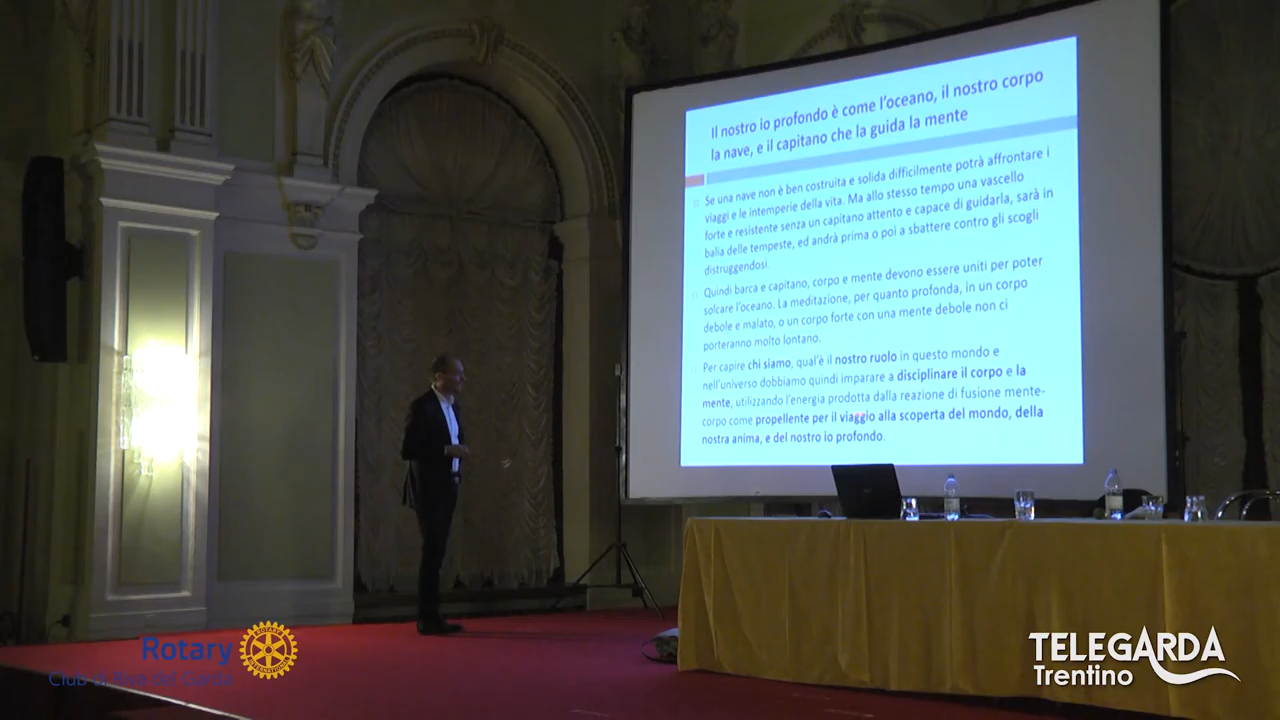 Il nostro io profondo è come l'oceano, il nostro corpo
la nave, e il capitano che la guida la mente
Se una nave non è ben costruita e solida difficilmente potrà affrontare i
viaggi e le intemperie della vita. Ma allo stesso tempo una vascello
forte e resistente senza un capitano attento e capace di guidarla, sarà in
balia delle tempeste, ed andrà prima o poi a sbattere contro gli scogli
distruggendosi.
Quindi barca e capitano, corpo e mente devono essere uniti per poter
solcare l'oceano. La meditazione, per quanto profonda, in un corpo
debole e malato, o un corpo forte con una mente debole non ci
porteranno molto lontano.
Per capire chi siamo, qual'è il nostro ruolo in questo mondo e
nell'universo dobbiamo quindi imparare a disciplinare il corpo e la
mente, utilizzando l'energia prodotta dalla reazione di fusione mente-
corpo come propellente per il viaggio alla scoperta del mondo, della
nostra anima, e del nostro io profondo.
Rotary
Club di Riva del Garda
ROTARY
INTERNATIONAL
TELEGARDA
Trentino